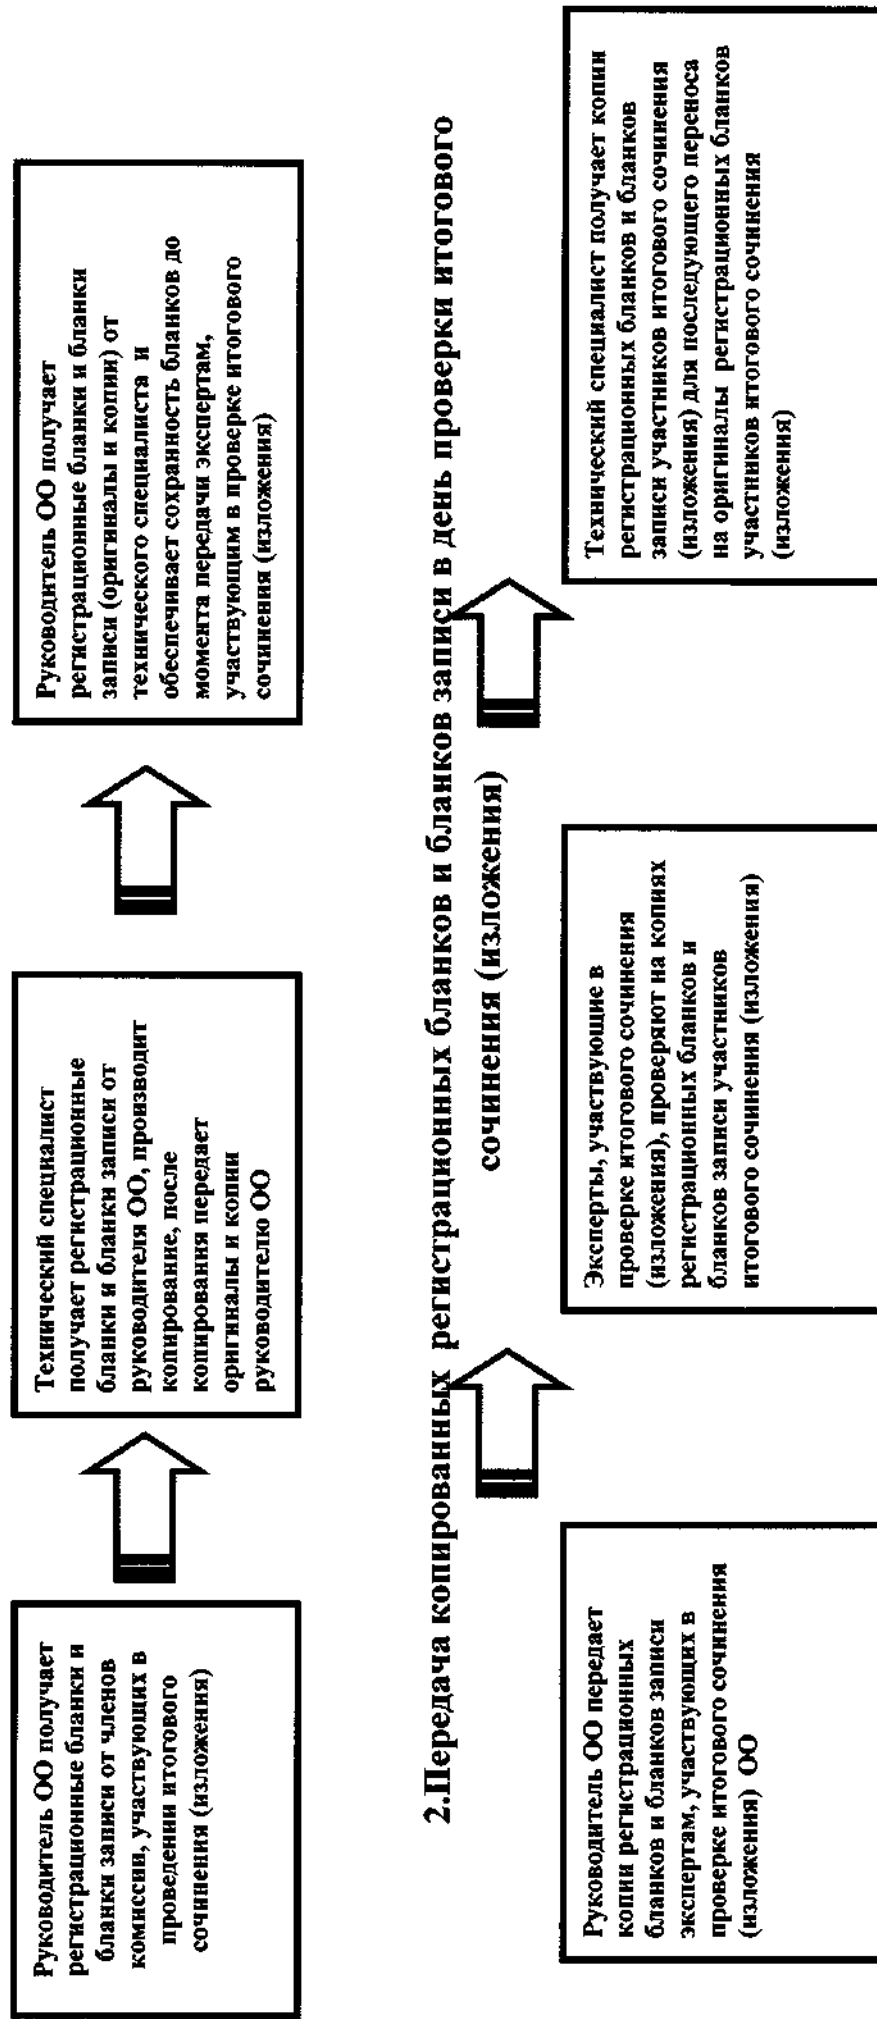 Руководитель ОО получает
регистрационные бланки и
бланки записи от членов
комиссии, участвующих в
проведении итогового
сочинения (изложения)
Технический специалист
получает регистрационные
бланки и бланки записи от
руководителя ОО, производит
копирование, после
копирования передает
оригиналы и копии
руководителю ОО
Руководитель ОО получает
регистрационные бланки и бланки
записи (оригиналы и копии) от
технического специалиста и
обеспечивает сохранность бланков до
момента передачи экспертам,
участвующим в проверке итогового
сочинения (изложения)
2.Передача копированных регистрационных бланков и бланков записи в день проверки итогового
сочинения (изложения)
Руководитель ОО передает
копии регистрационных
бланков и бланков записи
экспертам, участвующих в
проверке итогового сочинения
(изложения) ОО
Эксперты, участвующие в
проверке итогового сочинения
(изложения), проверяют на копиях
регистрационных бланков и
бланков записи участников
итогового сочинения (изложения)
Технический специалист получает копии
регистрационных бланков и бланков
записи участников итогового сочинения
(изложения) для последующего переноса
на оригиналы регистрационных бланков
участников итогового сочинения
(изложения)